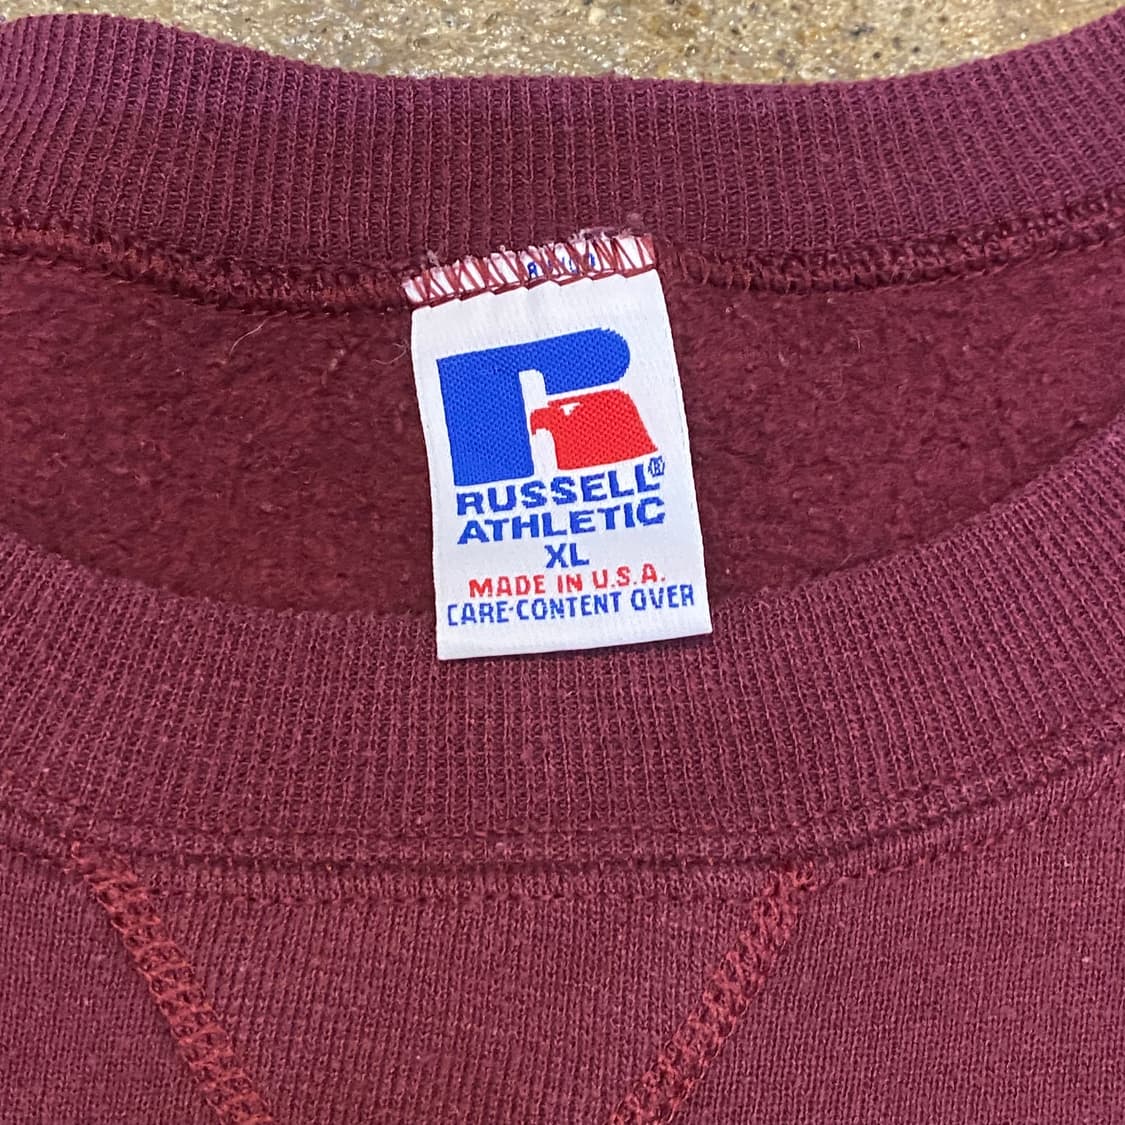 RUSSELL®
ATHLETIC
XL
MADE IN U.S.A.
CARE-CONTENT OVER